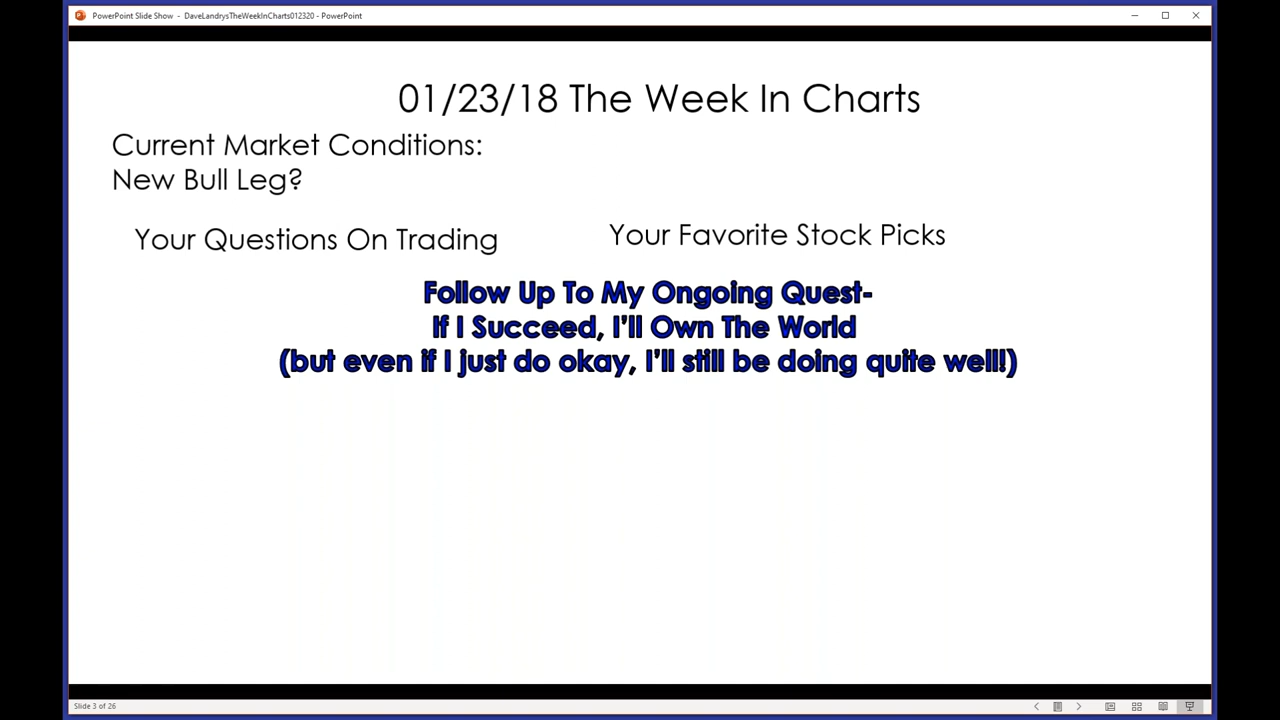 PowerPoint Slide Show - DaveLandrysTheWeekInCharts012320 - PowerPoint
01/23/18 The Week In Charts
Current Market Conditions:
New Bull Leg?
Your Questions On Trading
Your Favorite Stock Picks
Follow Up To My Ongoing Quest-
If I Succeed, I'll Own The World
(but even if I just do okay, I'll still be doing quite well!)
Slide 3 of 26